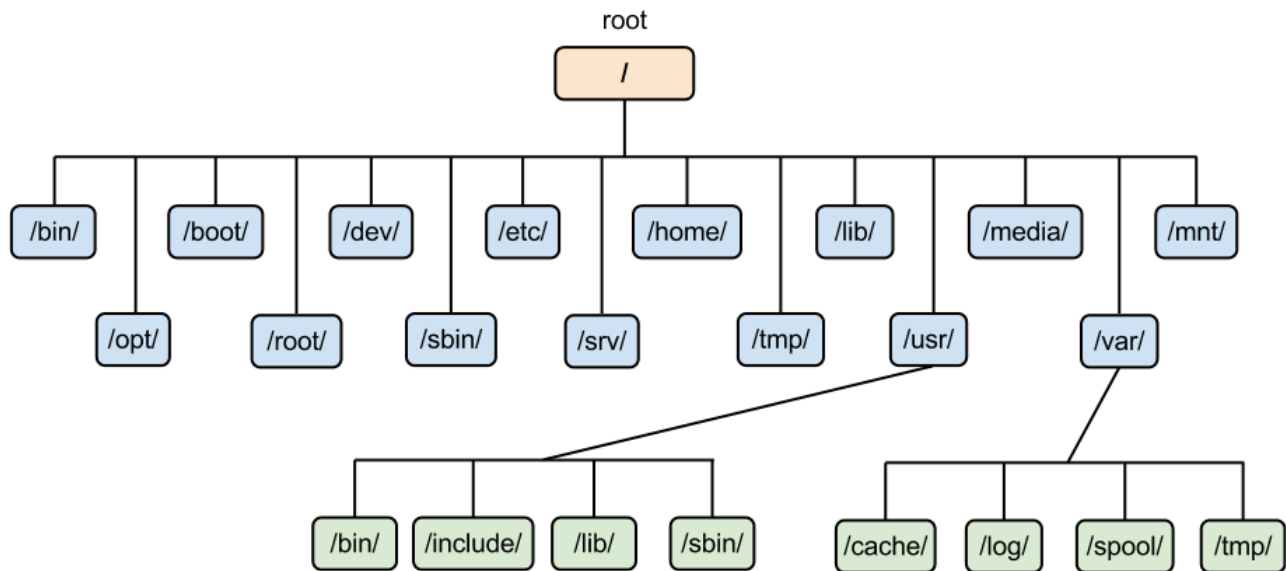 root
/
/bin/
/boot/
/dev/
/etc/
/home/
/lib/
/media/
/mnt/
/opt/
/root/
/sbin/
/srv/
/tmp/
/usr/
/var/
/bin/
/include/
/lib/
/sbin/
/cache/
/log/
/spool/
/tmp/